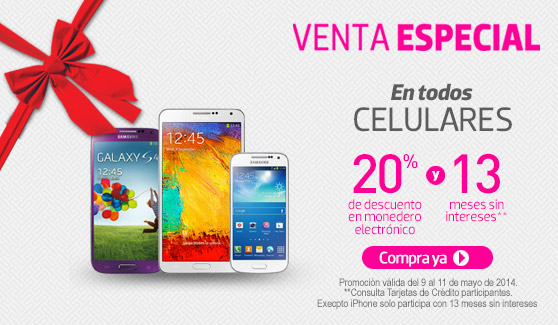 VENTA ESPECIAL
En todos
CELULARES
20% y 13
de descuento
en monedero
electrónico
meses sin
intereses**
Compra ya
Promoción válida del 9 al 11 de mayo de 2014.
**Consulta Tarjetas de Crédito participantes.
Execpto iPhone solo participa con 13 meses sin intereses
SAMSUNG
GALAXY S4
12:45
SAMSUNG
12:45
SAMSUNG
12:45